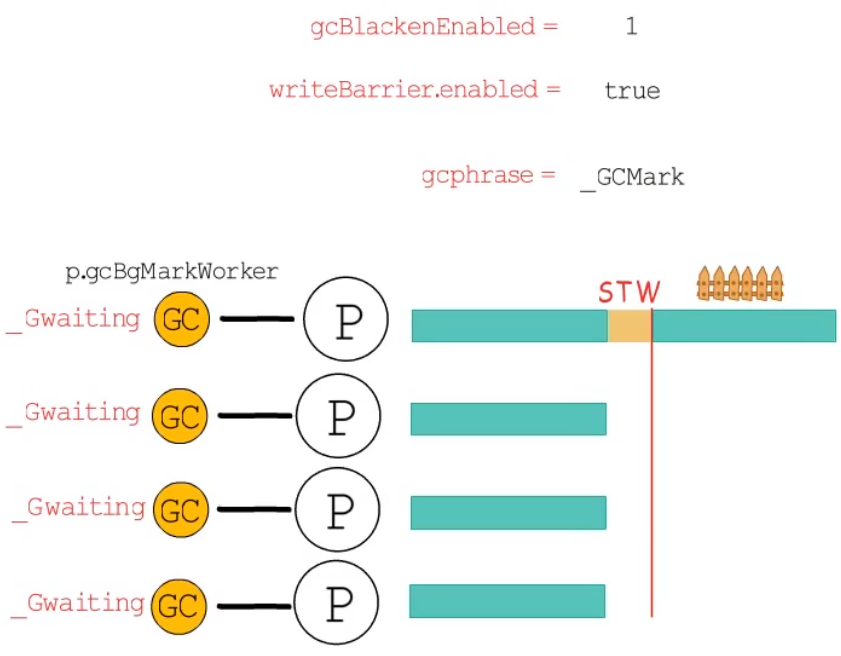 gcBlackenEnabled = 1
writeBarrier.enabled = true
gcphrase = _GCMark
p.gcBgMarkWorker
STW
_Gwaiting GC P
_Gwaiting GC P
_Gwaiting GC P
_Gwaiting GC P